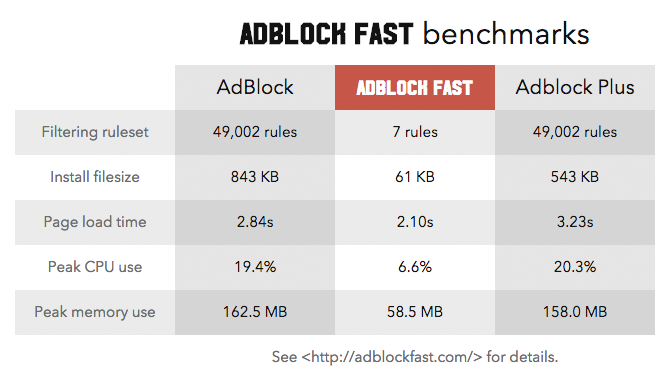 ADBLOCK FAST benchmarks
AdBlock ADBLOCK FAST Adblock Plus
Filtering ruleset 49,002 rules 7 rules 49,002 rules
Install filesize 843 KB 61 KB 543 KB
Page load time 2.84s 2.10s 3.23s
Peak CPU use 19.4% 6.6% 20.3%
Peak memory use 162.5 MB 58.5 MB 158.0 MB
See <http://adblockfast.com/> for details.